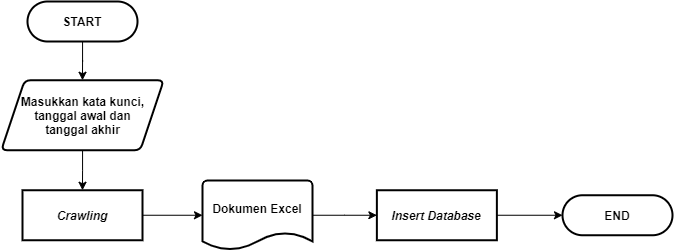 START
Masukkan kata kunci,
tanggal awal dan
tanggal akhir
Crawling
Dokumen Excel
Insert Database
END